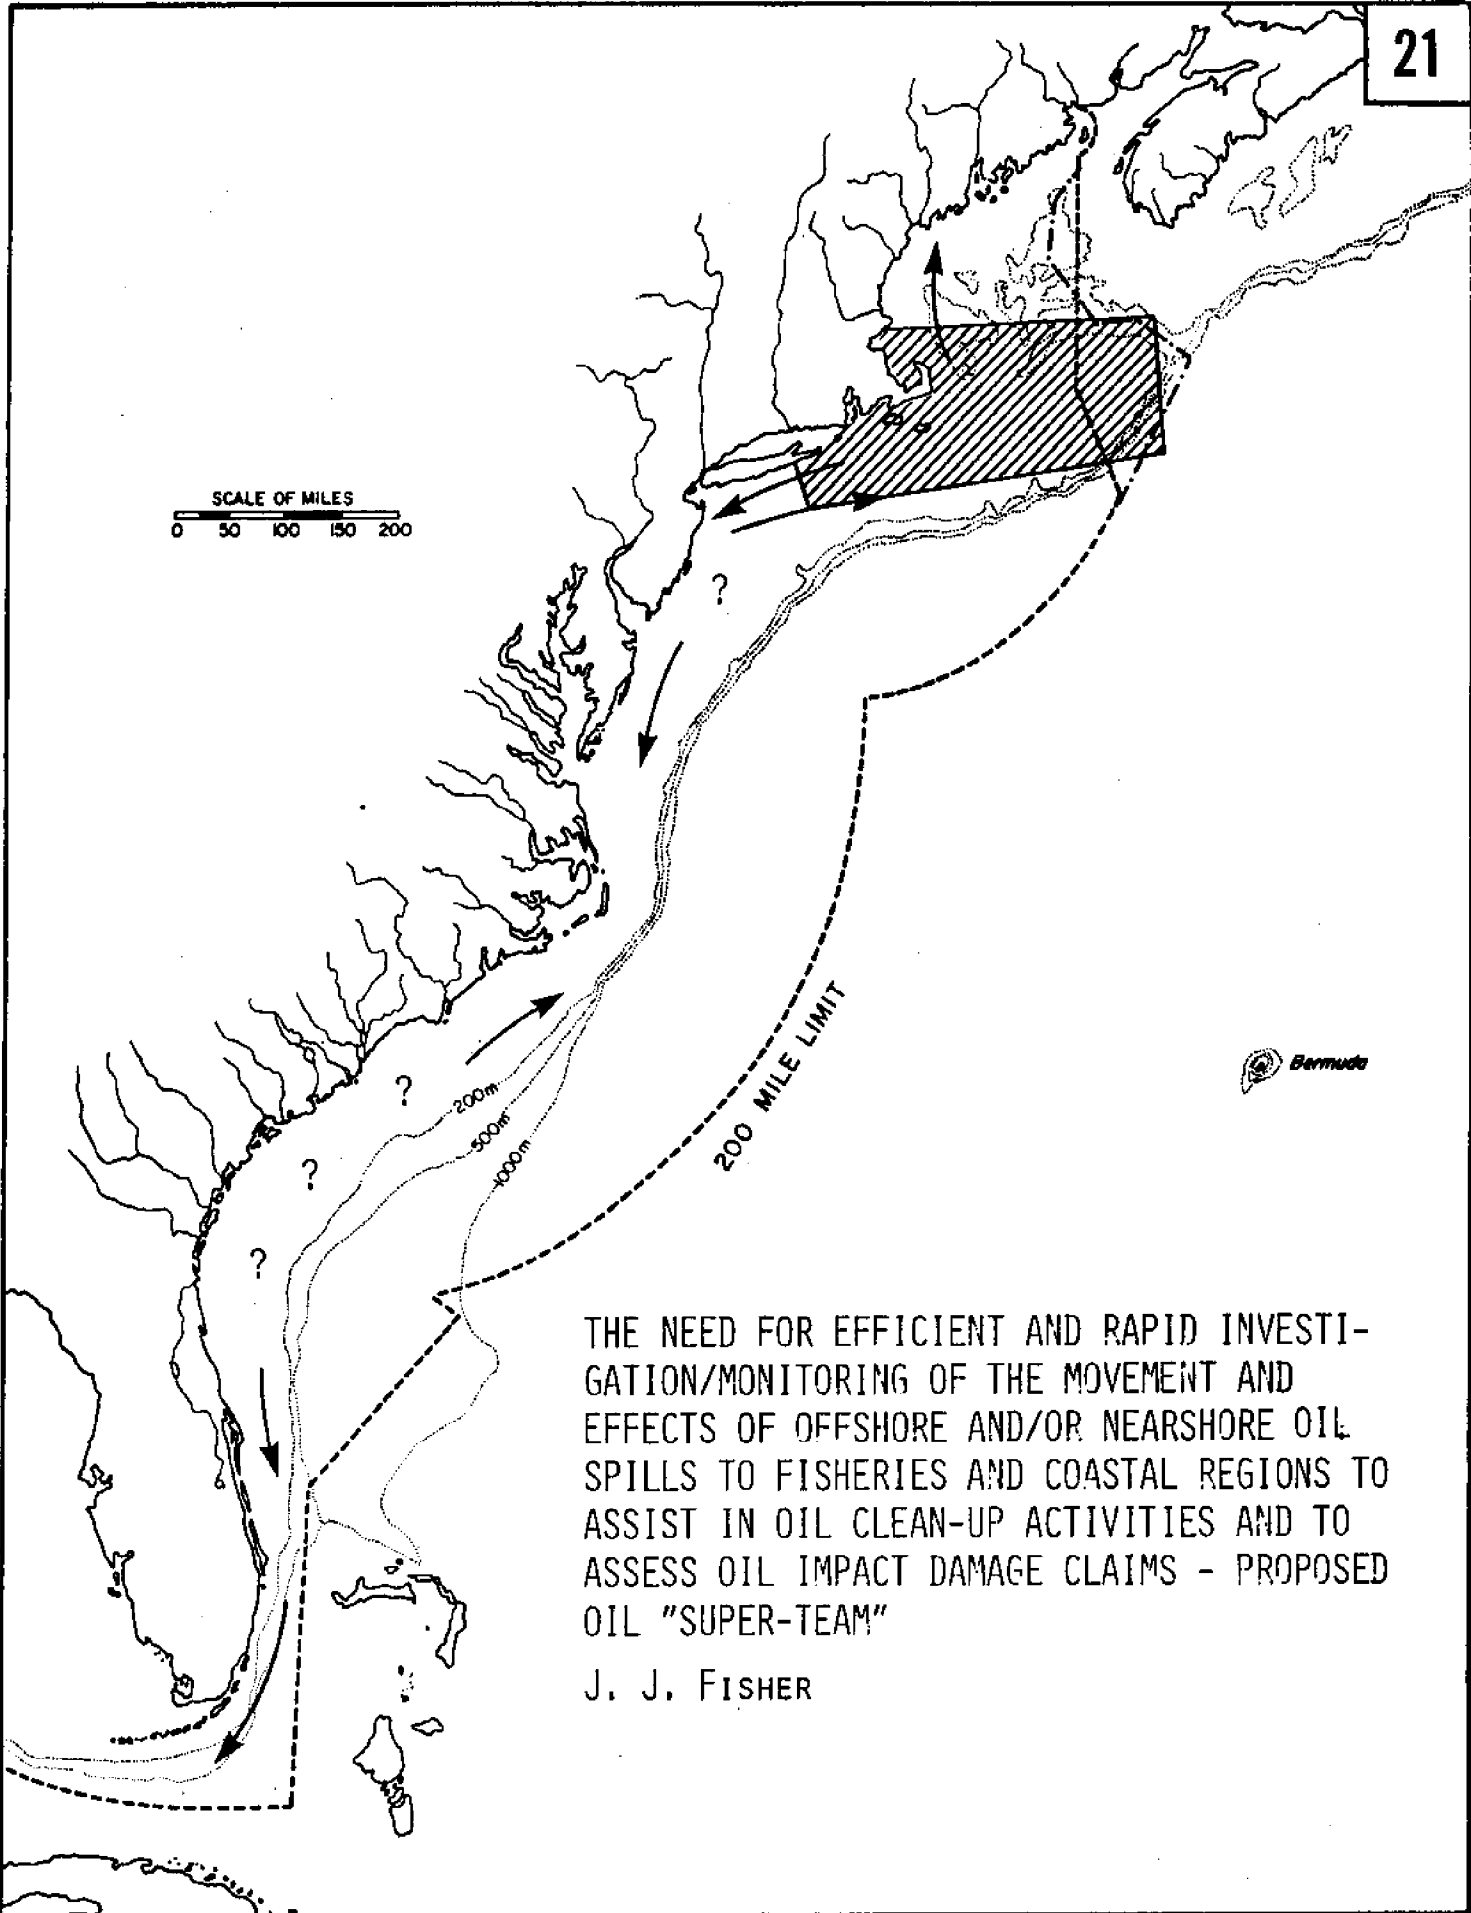 21
SCALE OF MILES
0 50 100 150 200
?
?
?
?
200m
500m
1000m
200 MILE LIMIT
Bermuda
THE NEED FOR EFFICIENT AND RAPID INVESTI-
GATION/MONITORING OF THE MOVEMENT AND
EFFECTS OF OFFSHORE AND/OR NEARSHORE OIL
SPILLS TO FISHERIES AND COASTAL REGIONS TO
ASSIST IN OIL CLEAN-UP ACTIVITIES AND TO
ASSESS OIL IMPACT DAMAGE CLAIMS - PROPOSED
OIL "SUPER-TEAM"
J. J. FISHER